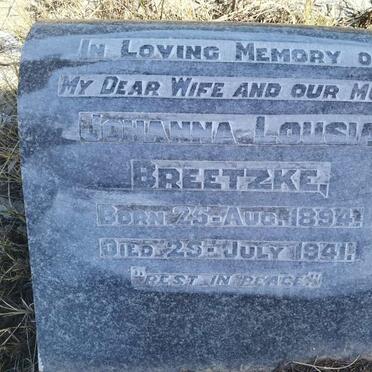 In Loving Memory o
My Dear Wife and our Mo
Johanna Lousia
Breetzke,
Born 25-Aug. 1894.
Died 25-July 1941.
"Rest in Peace"